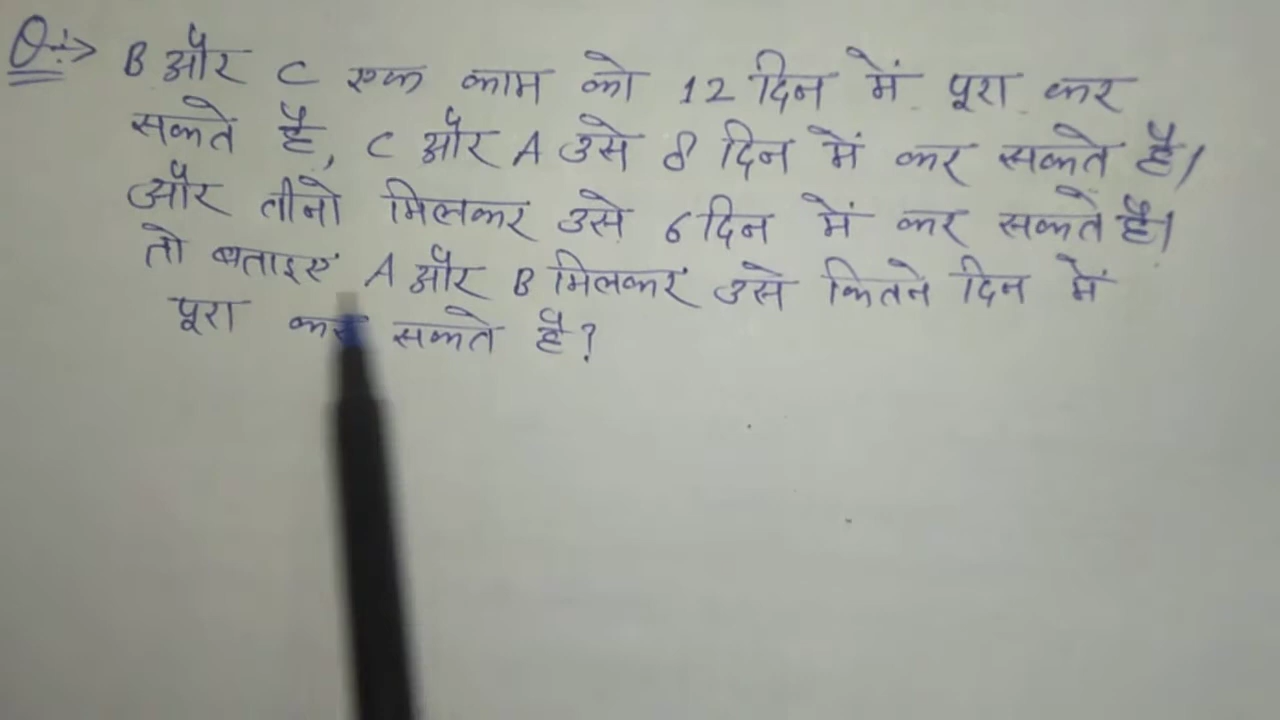 Q:→ B और C एक काम को 12 दिन में पूरा कर
सकते है, C और A उसे 8 दिन में कर सकते है।
और तीनो मिलकर उसे 6 दिन में कर सकते है।
तो बताइए A और B मिलकर उसे कितने दिन में
पूरा कर सकते है?